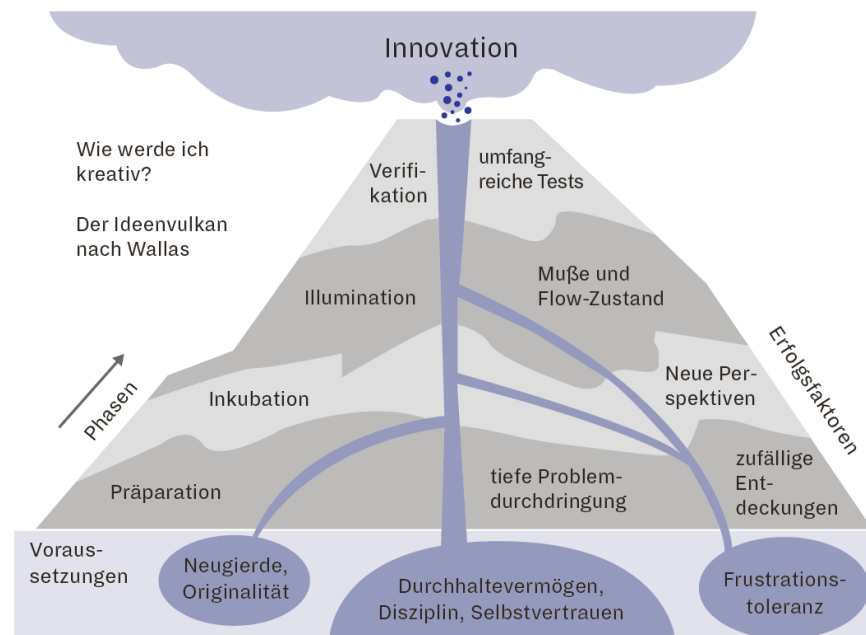 Innovation
Wie werde ich
kreativ?
Der Ideenvulkan
nach Wallas
Verifi-
kation
umfang-
reiche Tests
Illumination
Muße und
Flow-Zustand
Phasen
Erfolgsfaktoren
Inkubation
Neue Per-
spektiven
Präparation
tiefe Problem-
durchdringung
zufällige
Ent-
deckungen
Voraus-
setzungen
Neugierde,
Originalität
Durchhaltevermögen,
Disziplin, Selbstvertrauen
Frustrations-
toleranz